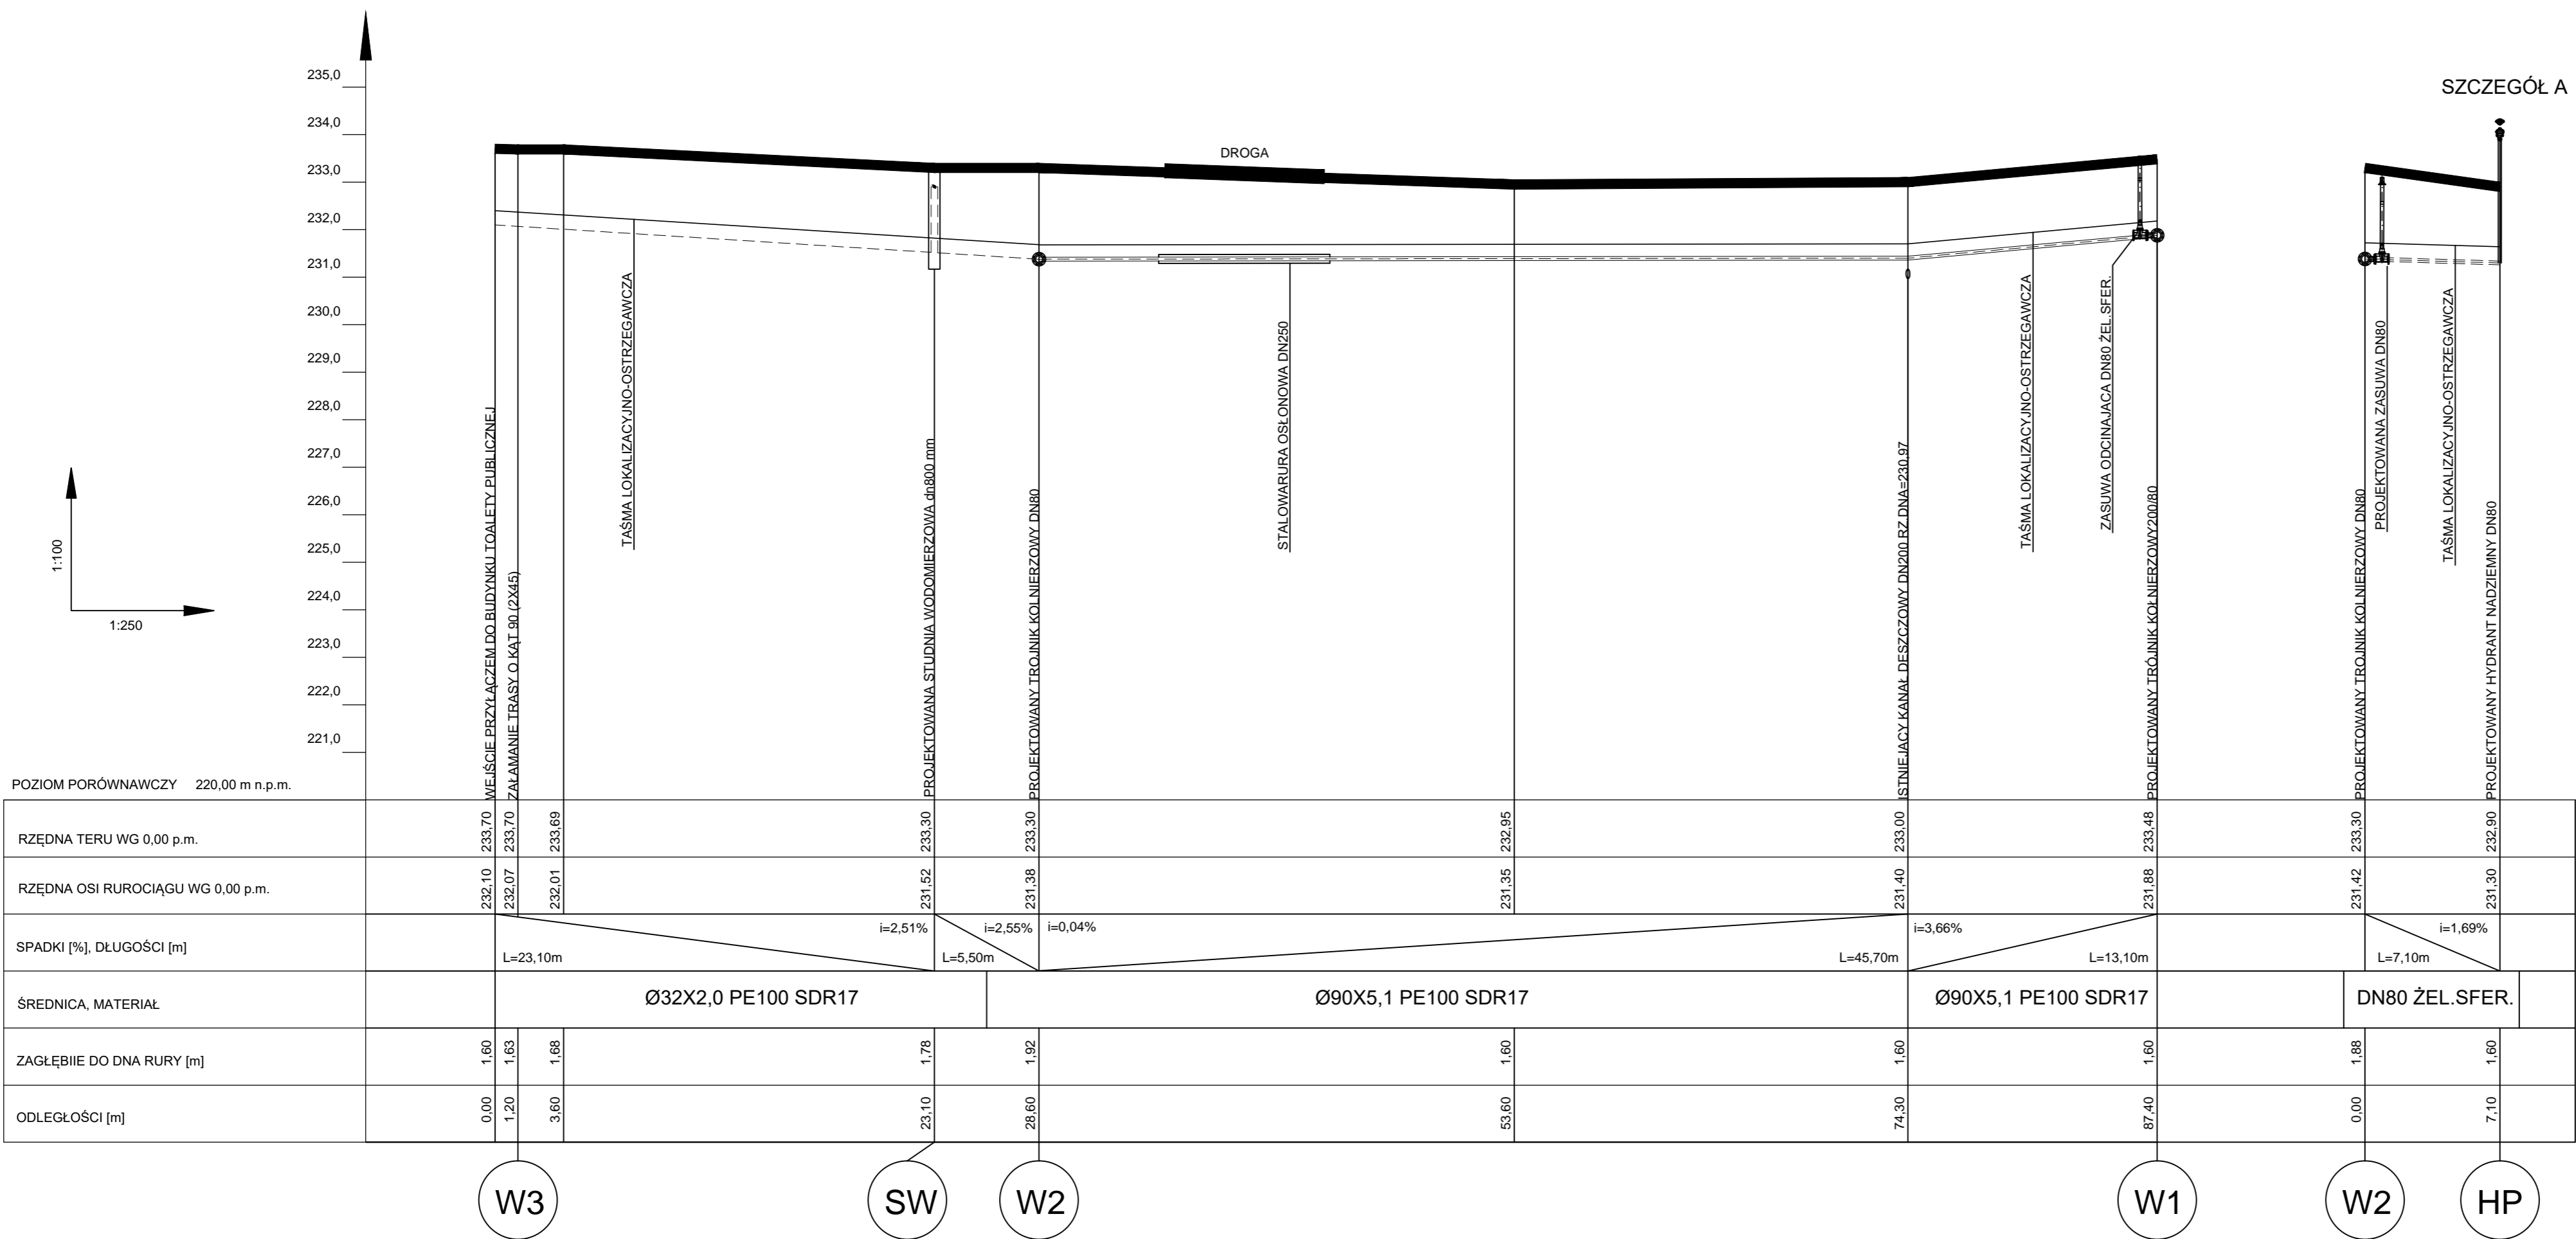 SZCZEGÓŁ A
235,0
234,0
233,0
232,0
231,0
230,0
229,0
228,0
227,0
226,0
225,0
224,0
223,0
222,0
221,0
DROGA
1:100
1:250
WEJŚCIE PRZYŁĄCZEM DO BUDYNKU TOALETY PUBLICZNEJ
ZAŁAMANIE TRASY O KĄT 90 (2X45)
TAŚMA LOKALIZACYJNO-OSTRZEGAWCZA
PROJEKTOWANA STUDNIA WODOMIERZOWA dn800 mm
PROJEKTOWANY TROJNIK KOLNIERZOWY DN80
STALOWARURA OSŁONOWA DN250
ISTNIEJACY KANAŁ DESZCZOWY DN200 RZ DNA=230,97
TAŚMA LOKALIZACYJNO-OSTRZEGAWCZA
ZASUWA ODCINAJACA DN80 ŻEL.SFER.
PROJEKTOWANY TRÓJNIK KOŁNIERZOWY200/80
PROJEKTOWANY TROJNIK KOLNIERZOWY DN80
PROJEKTOWANA ZASUWA DN80
TAŚMA LOKALIZACYJNO-OSTRZEGAWCZA
PROJEKTOWANY HYDRANT NADZIEMNY DN80
POZIOM PORÓWNAWCZY 220,00 m n.p.m.
RZĘDNA TERU WG 0,00 p.m. 233,70 233,70 233,69 233,30 233,30 232,95 233,00 233,48 233,30 232,90
RZĘDNA OSI RUROCIĄGU WG 0,00 p.m. 232,10 232,07 232,01 231,52 231,38 231,35 231,40 231,88 231,42 231,30
SPADKI [%], DŁUGOŚCI [m]
i=2,51% i=2,55% i=0,04% i=3,66% i=1,69%
L=23,10m L=5,50m L=45,70m L=13,10m L=7,10m
ŚREDNICA, MATERIAŁ Ø32X2,0 PE100 SDR17 Ø90X5,1 PE100 SDR17 Ø90X5,1 PE100 SDR17 DN80 ŻEL.SFER.
ZAGŁĘBIIE DO DNA RURY [m] 1,60 1,63 1,68 1,78 1,92 1,60 1,60 1,60 1,88 1,60
ODLEGŁOŚCI [m] 0,00 1,20 3,60 23,10 28,60 53,60 74,30 87,40 0,00 7,10
W3 SW W2 W1 W2 HP